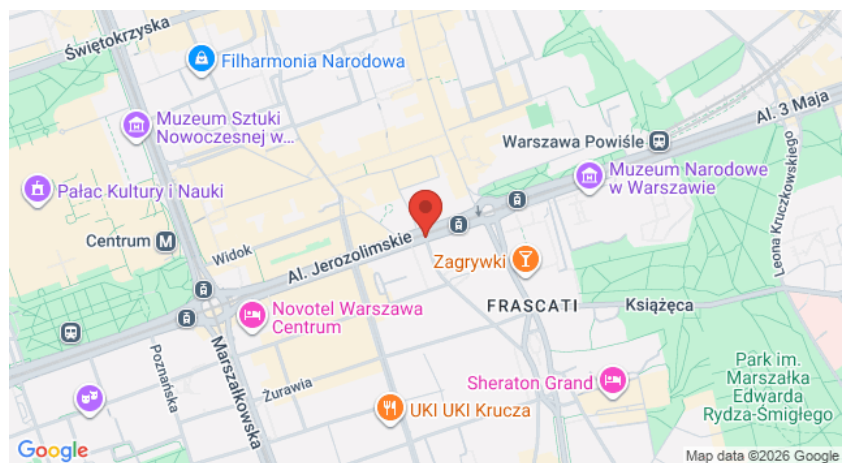 Świętokrzyska
Filharmonia Narodowa
Al. 3 Maja
Muzeum Sztuki
Nowoczesnej w...
Warszawa Powiśle
Leona Kruczkowskiego
Muzeum Narodowe
w Warszawie
Pałac Kultury i Nauki
Centrum
M
Widok
Al. Jerozolimskie
Zagrywki
FRASCATI
Książęca
Novotel Warszawa
Centrum
Poznańska
Marszałkowska
Żurawia
Sheraton Grand
UKI UKI Krucza
Park im.
Marszałka
Edwarda
Rydza-Śmigłego
Google
Map data ©2026 Google